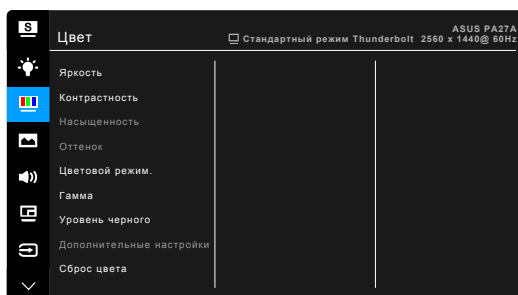 S
ASUS PA27A
Цвет
Стандартный режим Thunderbolt 2560 x 1440@ 60Hz
Яркость
Контрастность
Насыщенность
Оттенок
Цветовой режим.
Гамма
Уровень черного
Дополнительные настройки
Сброс цвета